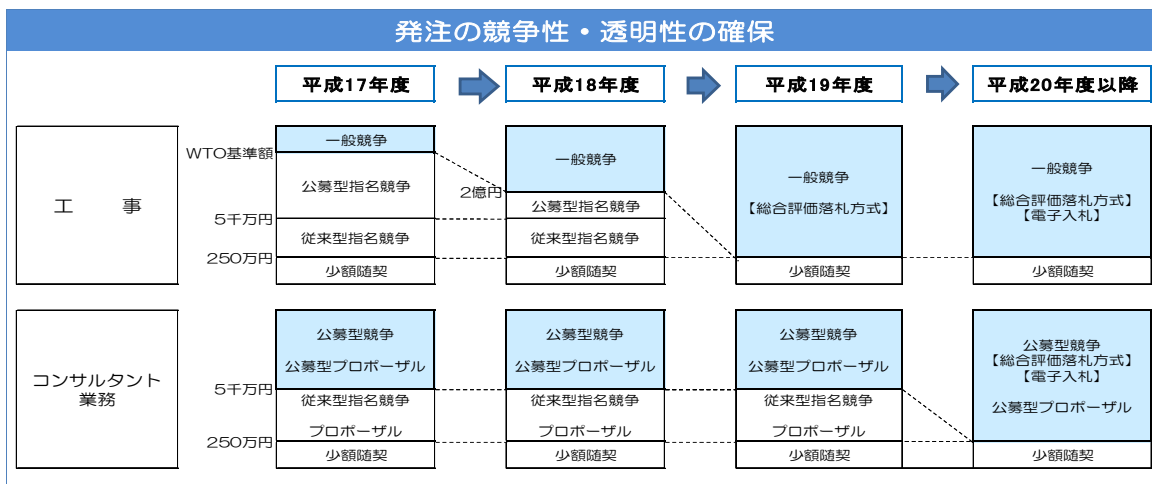 発注の競争性・透明性の確保
平成17年度
平成18年度
平成19年度
平成20年度以降
工　事
WTO基準額
5千万円
250万円
一般競争
公募型指名競争
従来型指名競争
少額随契
2億円
一般競争
公募型指名競争
従来型指名競争
少額随契
一般競争
【総合評価落札方式】
少額随契
一般競争
【総合評価落札方式】
【電子入札】
少額随契
コンサルタント
業務
5千万円
250万円
公募型競争
公募型プロポーザル
従来型指名競争
プロポーザル
少額随契
公募型競争
公募型プロポーザル
従来型指名競争
プロポーザル
少額随契
公募型競争
公募型プロポーザル
従来型指名競争
プロポーザル
少額随契
公募型競争
【総合評価落札方式】
【電子入札】
公募型プロポーザル
少額随契